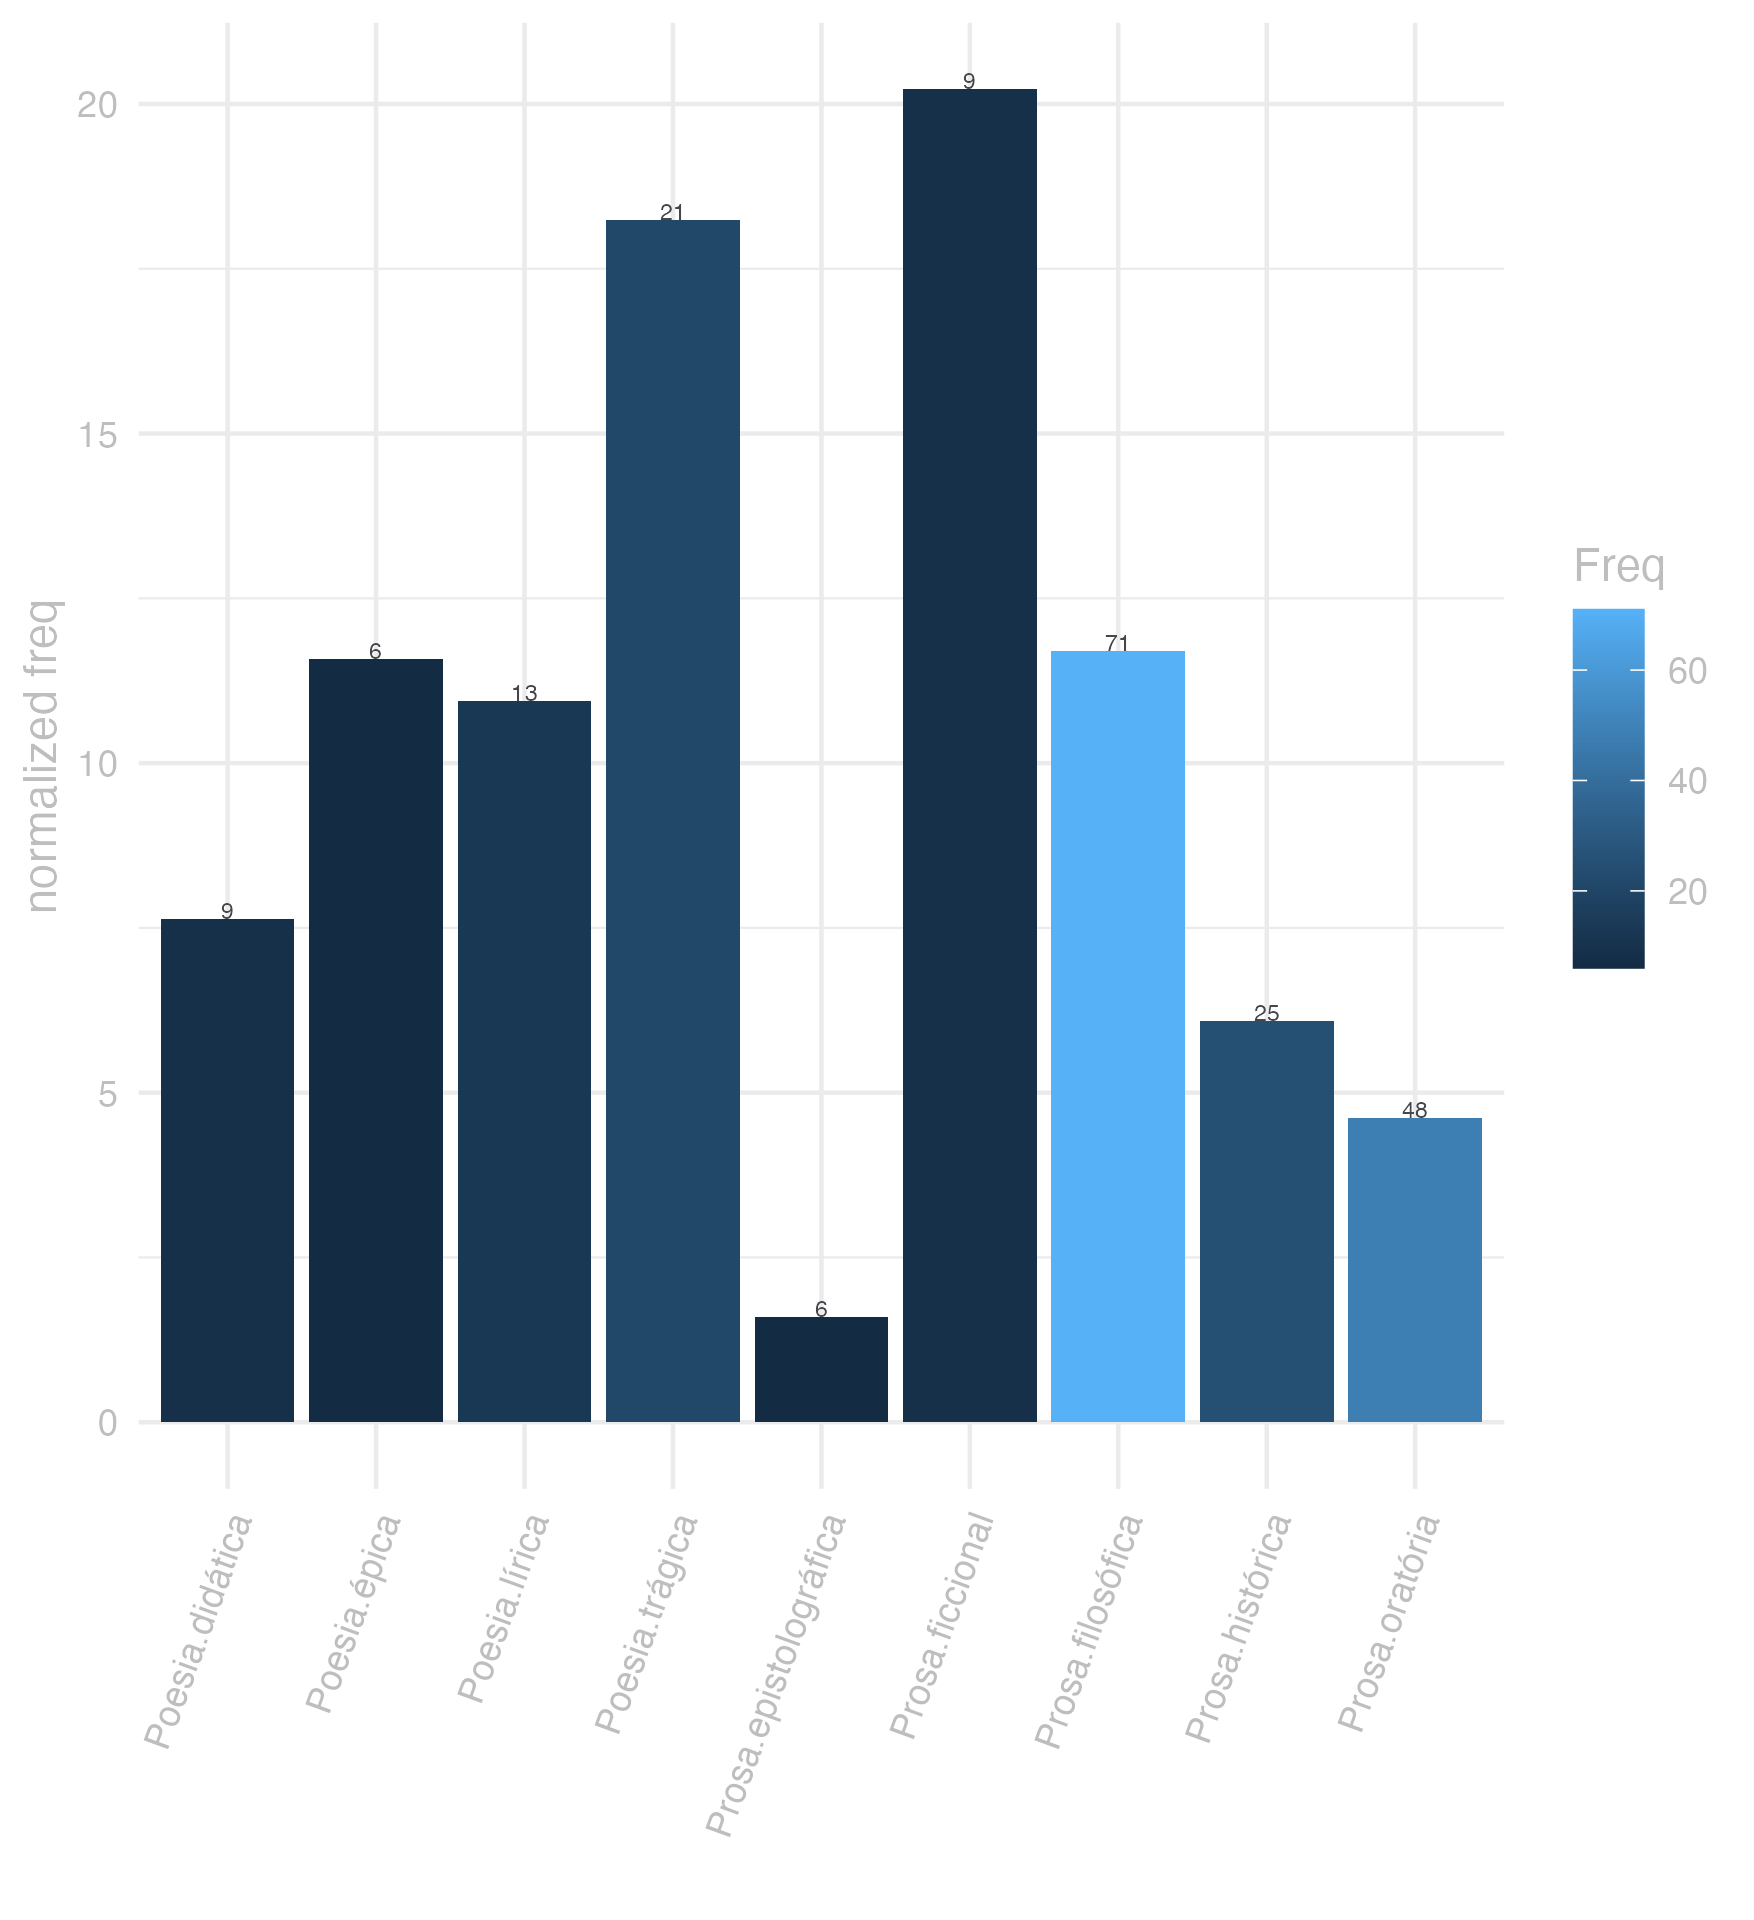 normalized freq
20
15
10
5
0
9
6
13
21
6
9
71
25
48
Poesia.didática
Poesia.épica
Poesia.lírica
Poesia.trágica
Prosa.epistolográfica
Prosa.ficcional
Prosa.filosófica
Prosa.histórica
Prosa.oratória
Freq
60
40
20